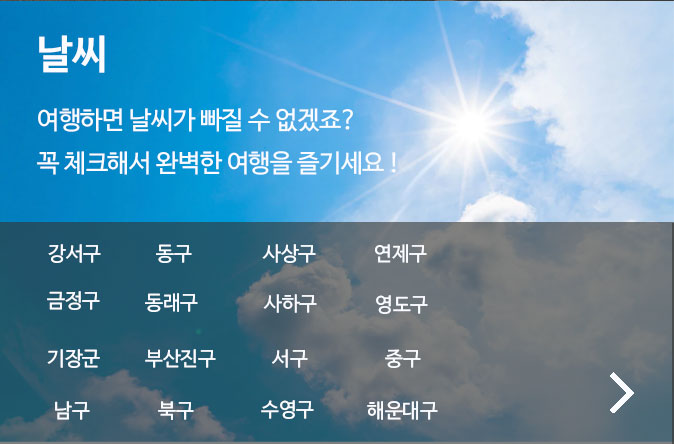 날씨
여행하면 날씨가 빠질 수 없겠죠?
꼭 체크해서 완벽한 여행을 즐기세요 !
강서구 동구 사상구 연제구
금정구 동래구 사하구 영도구
기장군 부산진구 서구 중구
남구 북구 수영구 해운대구